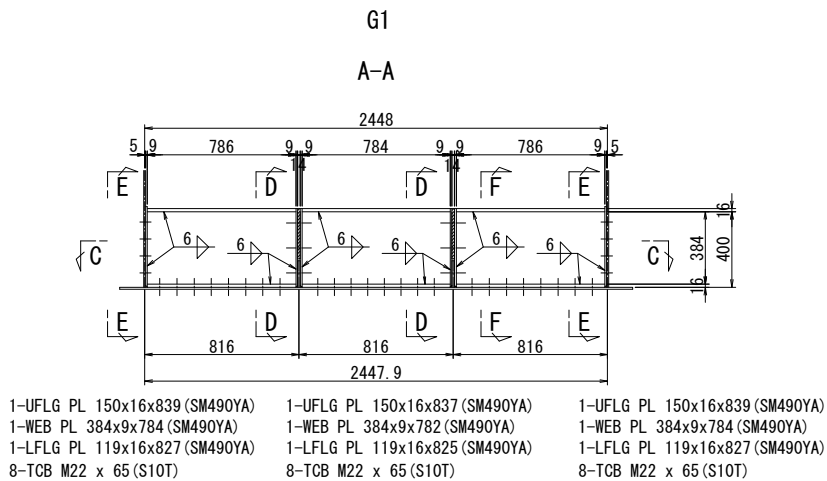 G1
A-A
2448
5 9 786 9 9 784 9 9 786 9 5
14 14
E D D F E
16
6 6 6 6 6 6
C C
384 400
16
E D D F E
816 816 816
2447.9
1-UFLG PL 150x16x839(SM490YA) 1-UFLG PL 150x16x837(SM490YA) 1-UFLG PL 150x16x839(SM490YA)
1-WEB PL 384x9x784(SM490YA) 1-WEB PL 384x9x782(SM490YA) 1-WEB PL 384x9x784(SM490YA)
1-LFLG PL 119x16x827(SM490YA) 1-LFLG PL 119x16x825(SM490YA) 1-LFLG PL 119x16x827(SM490YA)
8-TCB M22 x 65(S10T) 8-TCB M22 x 65(S10T) 8-TCB M22 x 65(S10T)